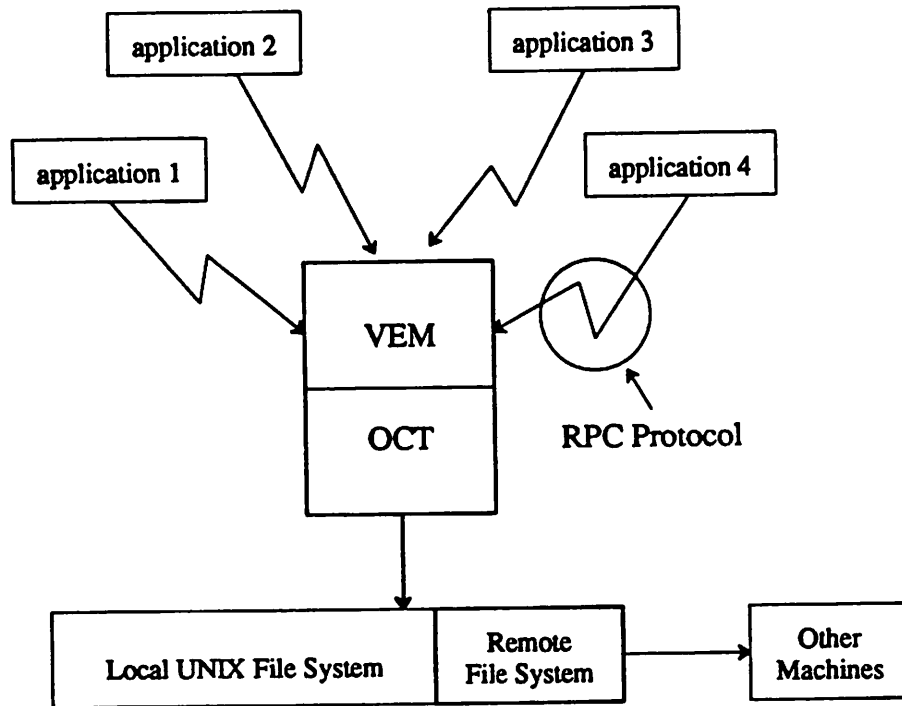 application 2
application 3
application 1
application 4
VEM
OCT
RPC Protocol
Local UNIX File System
Remote
File System
Other
Machines